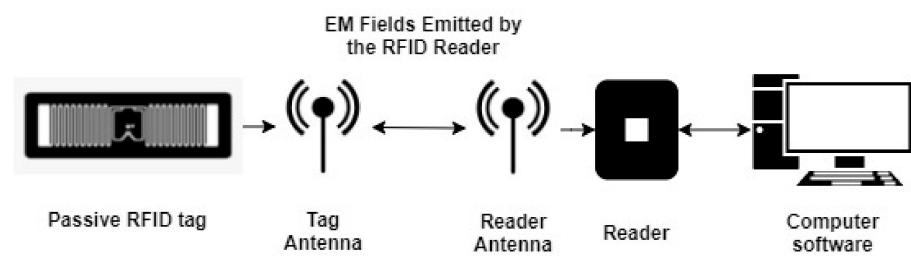 EM Fields Emitted by
the RFID Reader
Passive RFID tag
Tag
Antenna
Reader
Antenna
Reader
Computer
software